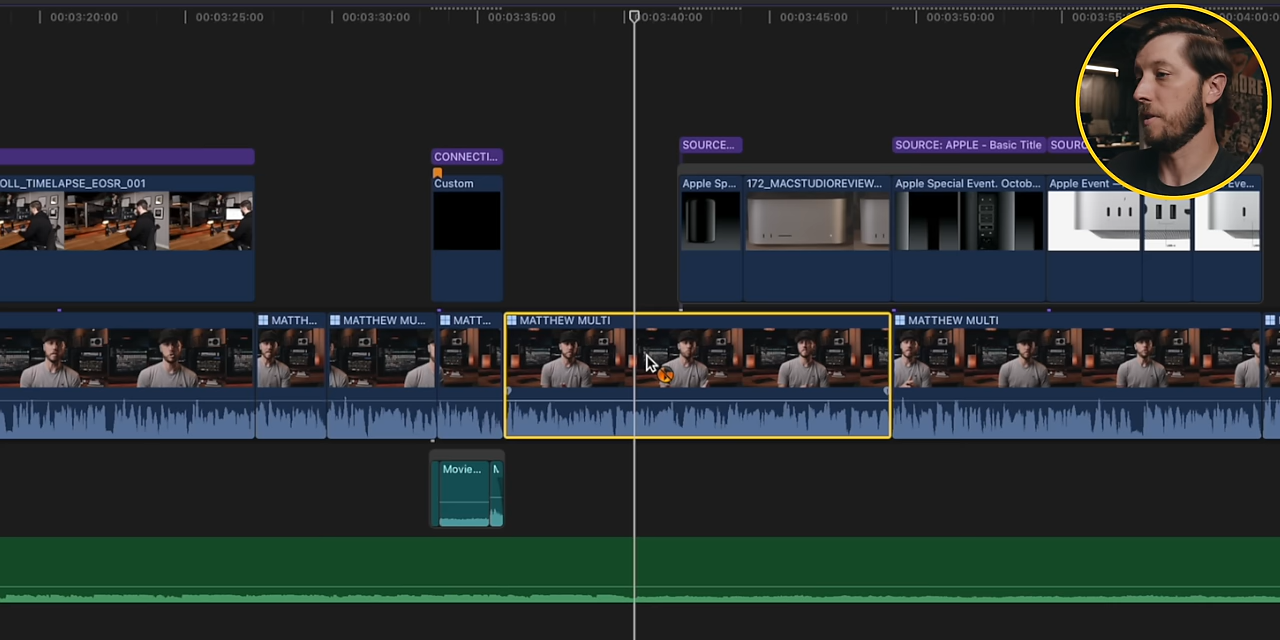 00:03:20:00
00:03:25:00
00:03:30:00
00:03:35:00
00:03:40:00
00:03:45:00
00:03:50:00
00:03:55:
00:04:00:0
CONNECTI...
SOURCE...
SOURCE: APPLE - Basic Title
SOURC
OLL_TIMELAPSE_EOSR_001
Custom
Apple Sp...
172_MACSTUDIOREVIEW...
Apple Special Event. Octob...
Apple Event —
Eve...
MORE
MATTH...
MATTHEW MU...
MATT...
MATTHEW MULTI
MATTHEW MULTI
Movie...
M